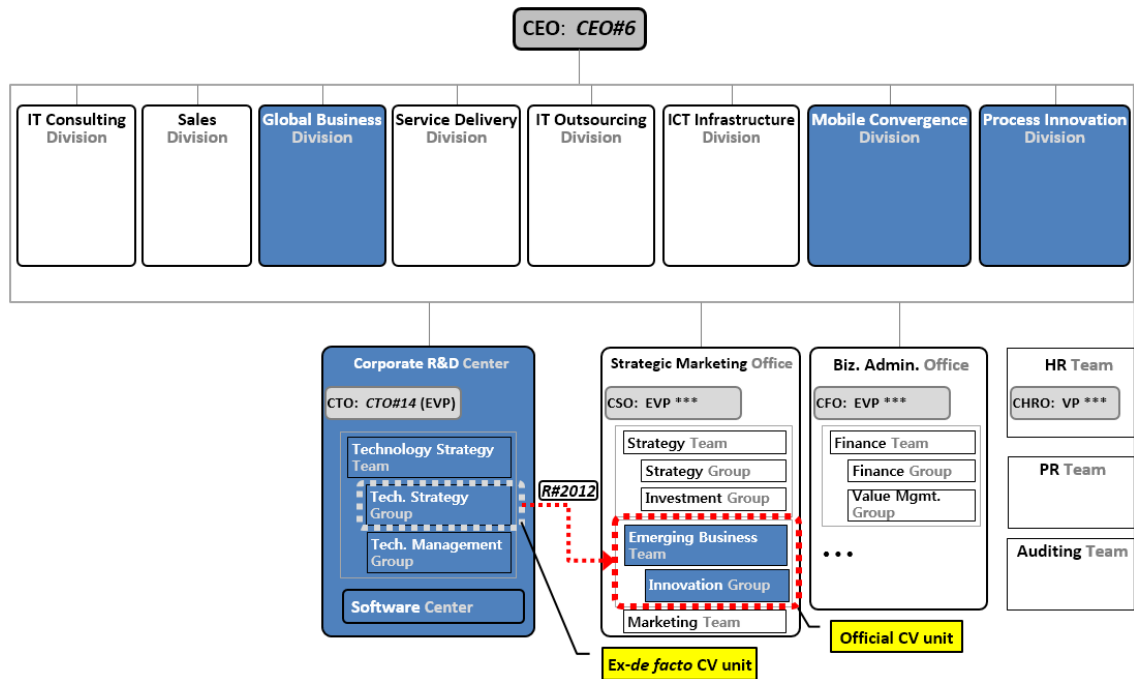 CEO: CEO#6
IT Consulting
Division
Sales
Division
Global Business
Division
Service Delivery
Division
IT Outsourcing
Division
ICT Infrastructure
Division
Mobile Convergence
Division
Process Innovation
Division
Corporate R&D Center
CTO: CTO#14 (EVP)
Technology Strategy
Team
Tech. Strategy
Group
Tech. Management
Group
Software Center
R#2012
Ex-de facto CV unit
Strategic Marketing Office
CSO: EVP ***
Strategy Team
Strategy Group
Investment Group
Emerging Business
Team
Innovation Group
Marketing Team
Official CV unit
Biz. Admin. Office
CFO: EVP ***
Finance Team
Finance Group
Value Mgmt.
Group
•••
HR Team
CHRO: VP ***
PR Team
Auditing Team